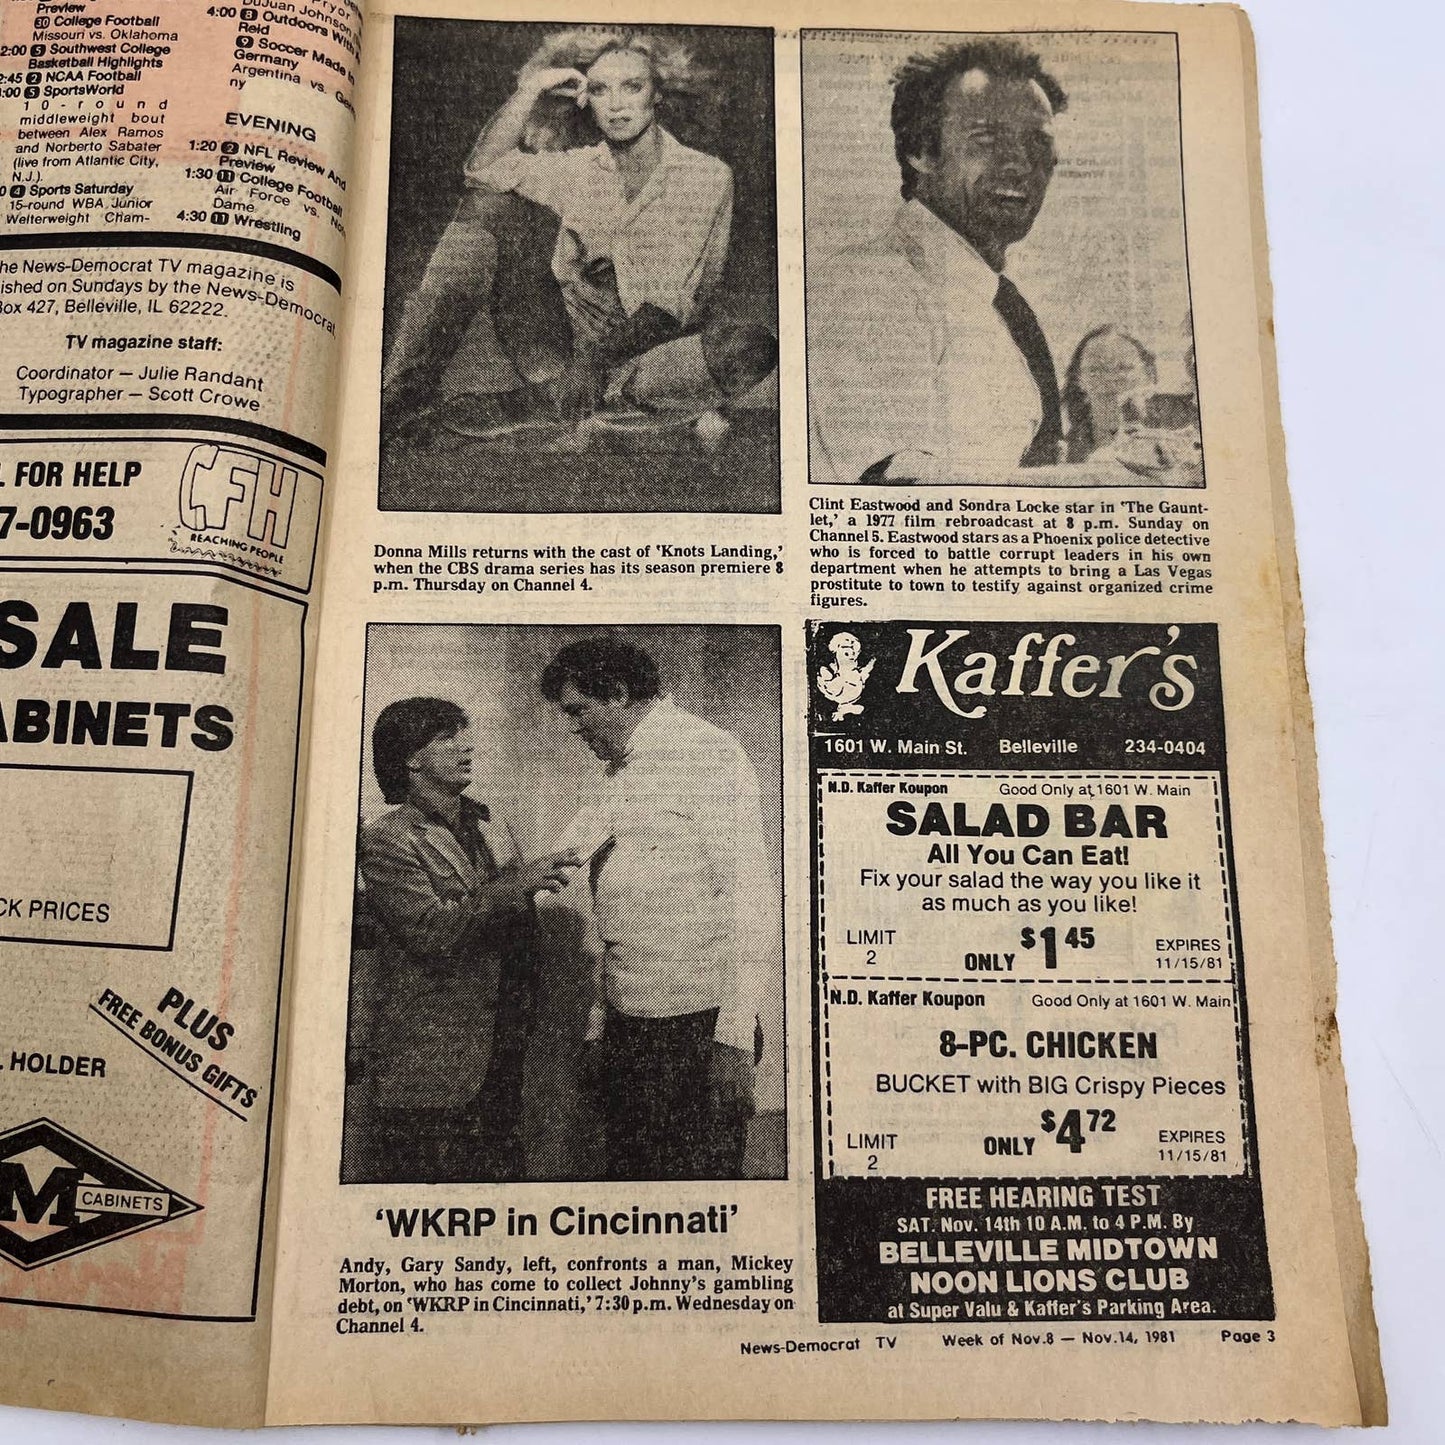 Preview
30 College Football
Missouri vs. Oklahoma
2:00 5 Southwest College
Basketball Highlights
2:45 2 NCAA Football
:00 5 SportsWorld
10-round
middleweight bout
between Alex Ramos
and Norberto Sabater
(live from Atlantic City,
N.J.).
0 4 Sports Saturday
15-round WBA Junior
Welterweight Cham-
Pryor
DuJuan Johnson
4:00 8 Outdoors With
Reid
9 Soccer Made In
Germany
Argentina vs.
ny
EVENING
1:20 2 NFL Review And
Preview
1:30 11 College Football
Air Force vs.
Dame
4:30 11 Wrestling
he News-Democrat TV magazine is
ished on Sundays by the News-Democrat,
Box 427, Belleville, IL 62222.
TV magazine staff:
Coordinator — Julie Randant
Typographer — Scott Crowe
FOR HELP
7-0963
CFH
REACHING PEOPLE
SALE
ABINETS
CK PRICES
PLUS
FREE BONUS GIFTS
HOLDER
M CABINETS
Donna Mills returns with the cast of 'Knots Landing,'
when the CBS drama series has its season premiere 8
p.m. Thursday on Channel 4.
Clint Eastwood and Sondra Locke star in 'The Gaunt-
let,' a 1977 film rebroadcast at 8 p.m. Sunday on
Channel 5. Eastwood stars as a Phoenix police detective
who is forced to battle corrupt leaders in his own
department when he attempts to bring a Las Vegas
prostitute to town to testify against organized crime
figures.
'WKRP in Cincinnati'
Andy, Gary Sandy, left, confronts a man, Mickey
Morton, who has come to collect Johnny's gambling
debt, on 'WKRP in Cincinnati,' 7:30 p.m. Wednesday on
Channel 4.
Kaffer's
1601 W. Main St. Belleville 234-0404
N.D. Kaffer Koupon Good Only at 1601 W. Main
SALAD BAR
All You Can Eat!
Fix your salad the way you like it
as much as you like!
LIMIT
2
ONLY $1 45
EXPIRES
11/15/81
N.D. Kaffer Koupon Good Only at 1601 W. Main
8-PC. CHICKEN
BUCKET with BIG Crispy Pieces
LIMIT
2
ONLY $4 72
EXPIRES
11/15/81
FREE HEARING TEST
SAT. Nov. 14th 10 A.M. to 4 P.M. By
BELLEVILLE MIDTOWN
NOON LIONS CLUB
at Super Valu & Kaffer's Parking Area.
News-Democrat TV Week of Nov.8 — Nov.14, 1981 Page 3